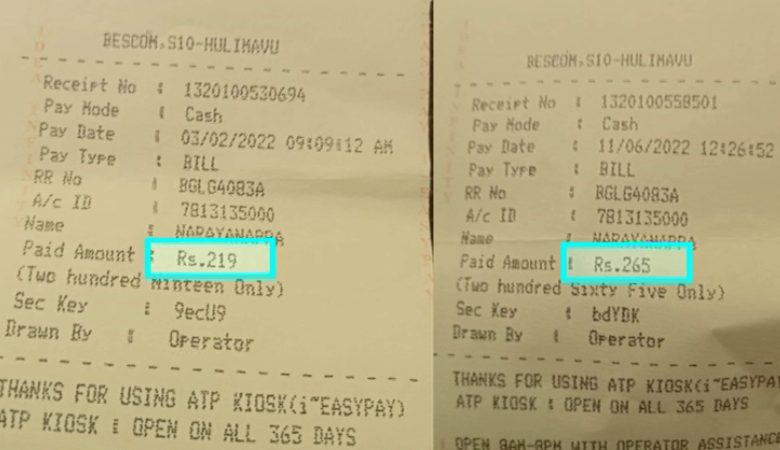 BESCOM,S10-HULIMAVU
Receipt No : 1320100530694
Pay Mode : Cash
Pay Date : 03/02/2022 09:09:12 AM
Pay Type : BILL
RR No : BGLG4083A
A/c ID : 7813135000
Name : NARAYANAPPA
Paid Amount : Rs.219
(Two hundred Ninteen Only)
Sec Key : 9ecU9
Drawn By : Operator
THANKS FOR USING ATP KIOSK(i~EASYPAY)
ATP KIOSK : OPEN ON ALL 365 DAYS
BESCOM,S10-HULIMAVU
Receipt No : 1320100558501
Pay Mode : Cash
Pay Date : 11/06/2022 12:26:52
Pay Type : BILL
RR No : BGLG4083A
A/c ID : 7813135000
Name : NARAYANAPPA
Paid Amount : Rs.265
(Two hundred Sixty Five Only)
Sec Key : bdYDK
Drawn By : Operator
THANKS FOR USING ATP KIOSK(i~EASYPAY
ATP KIOSK : OPEN ON ALL 365 DAYS
OPEN 8AM-8PM WITH OPERATOR ASSISTANCE